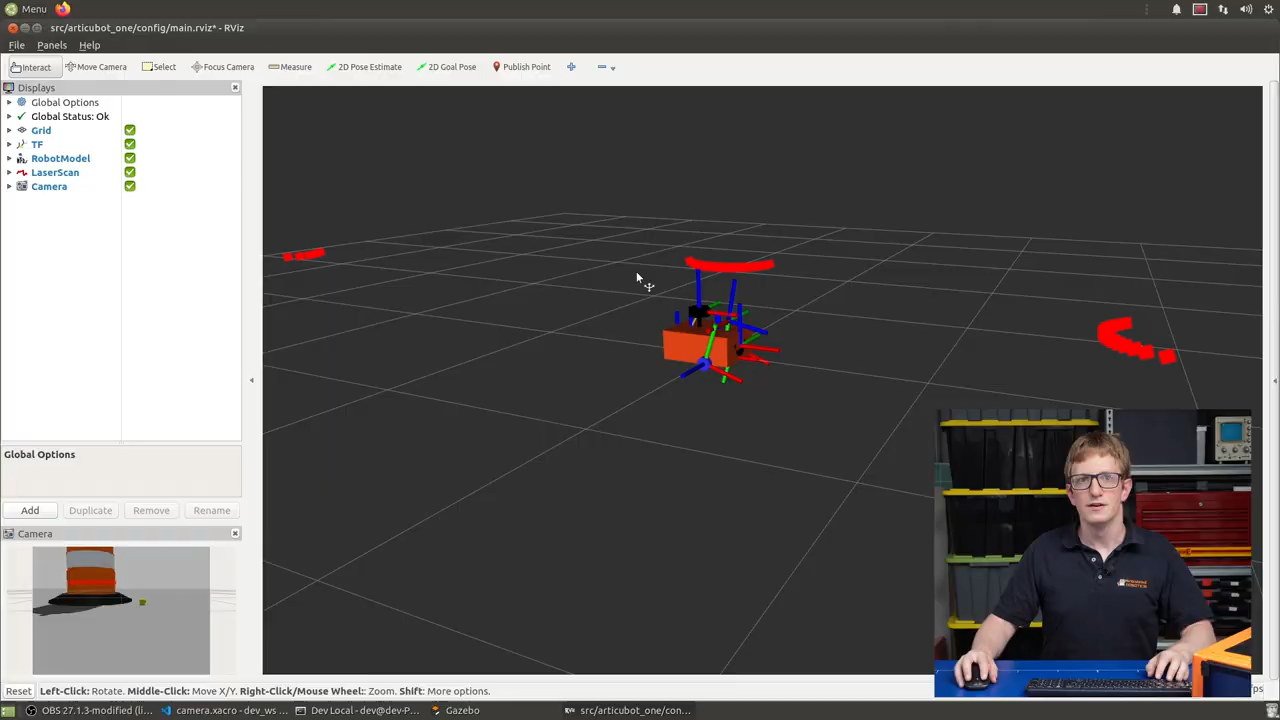 Menu
src/articubot_one/config/main.rviz* - RViz
File Panels Help
Interact Move Camera Select Focus Camera Measure 2D Pose Estimate 2D Goal Pose Publish Point
Displays
Global Options
Global Status: Ok
Grid
TF
RobotModel
LaserScan
Camera
Global Options
Add Duplicate Remove Rename
Camera
Reset Left-Click: Rotate. Middle-Click: Move X/Y. Right-Click/Mouse Wheel:: Zoom. Shift: More options.
OBS 27.1.3-modified (li... camera.xacro - dev_ws ... Dev Local - dev@dev-P... Gazebo src/articubot_one/con...